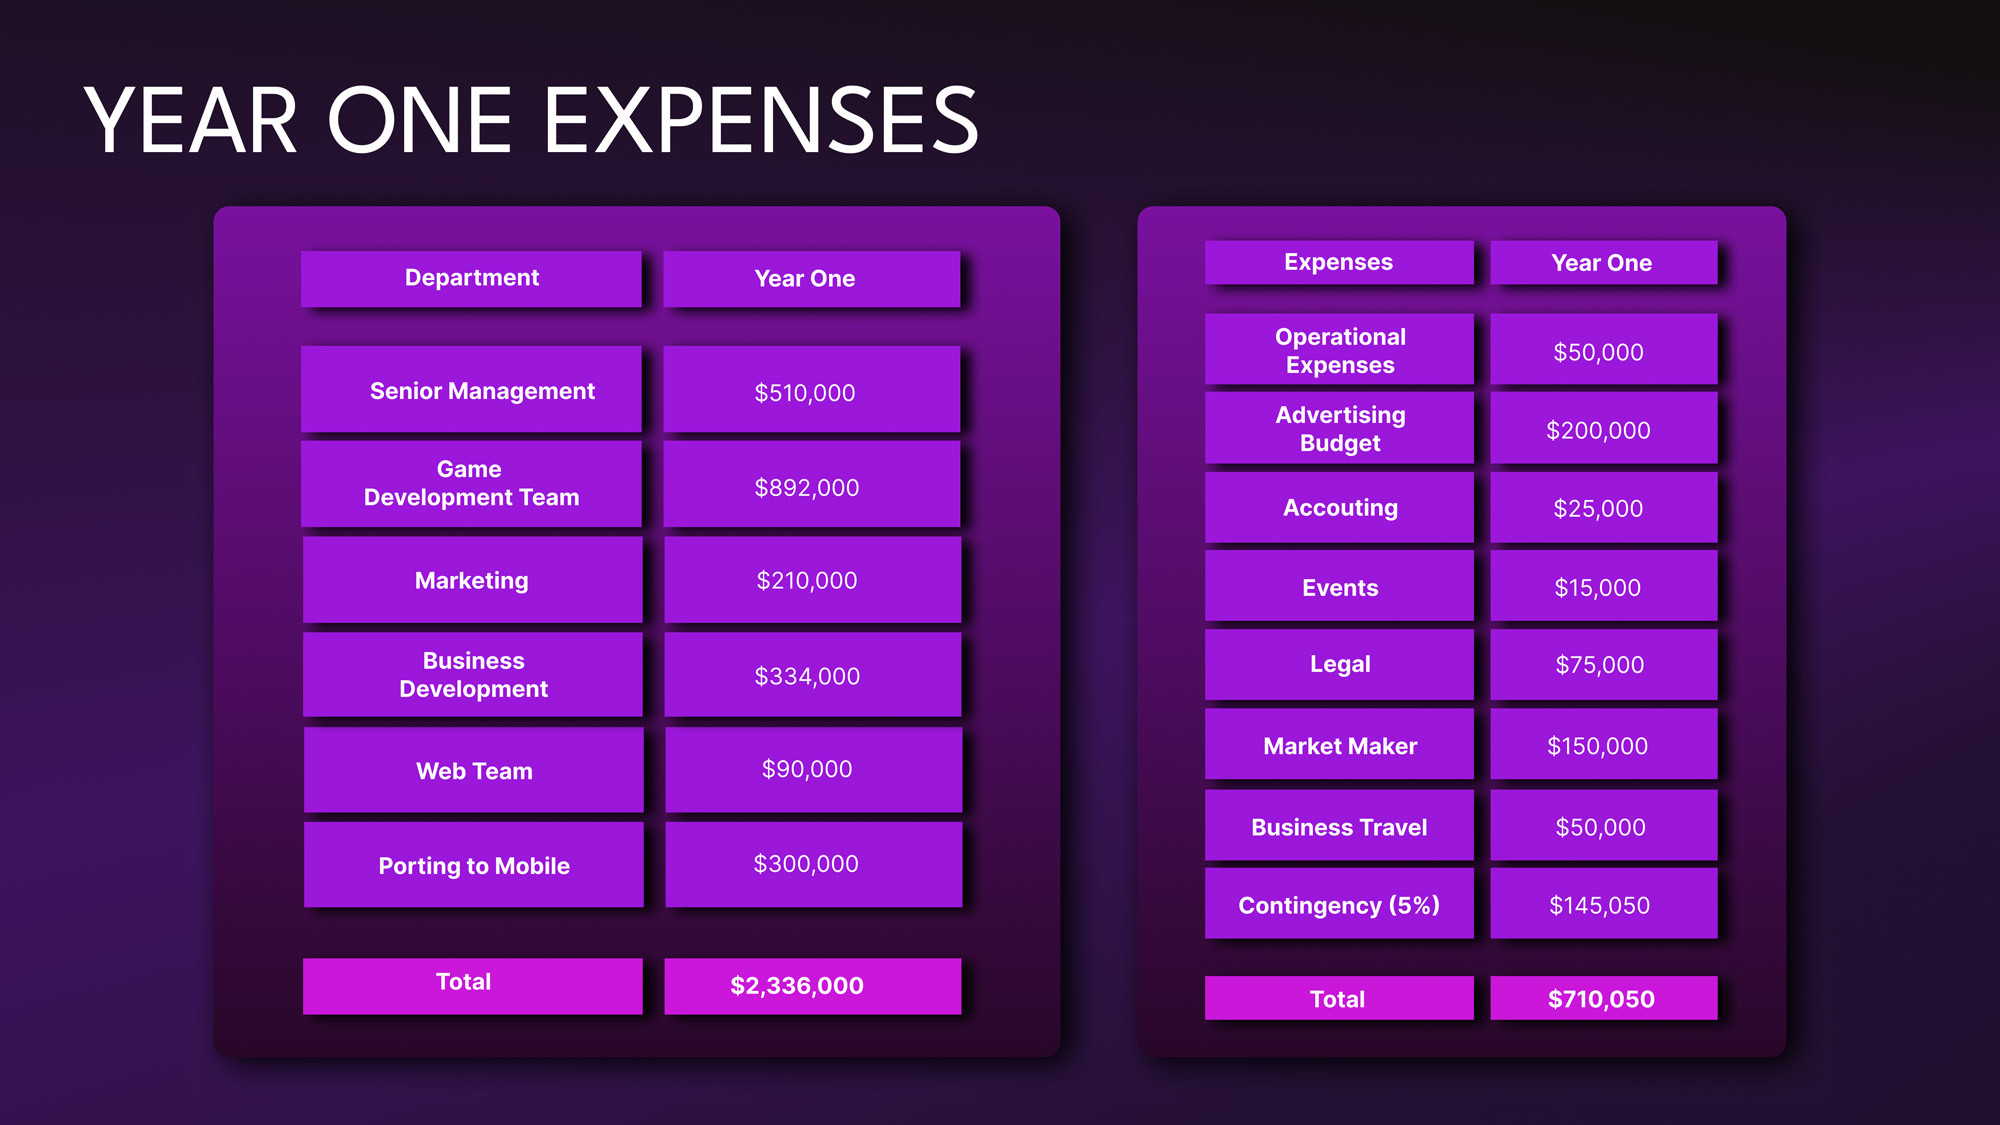 YEAR ONE EXPENSES
Department Year One
Senior Management $510,000
Game
Development Team $892,000
Marketing $210,000
Business
Development $334,000
Web Team $90,000
Porting to Mobile $300,000
Total $2,336,000
Expenses Year One
Operational
Expenses $50,000
Advertising
Budget $200,000
Accouting $25,000
Events $15,000
Legal $75,000
Market Maker $150,000
Business Travel $50,000
Contingency (5%) $145,050
Total $710,050